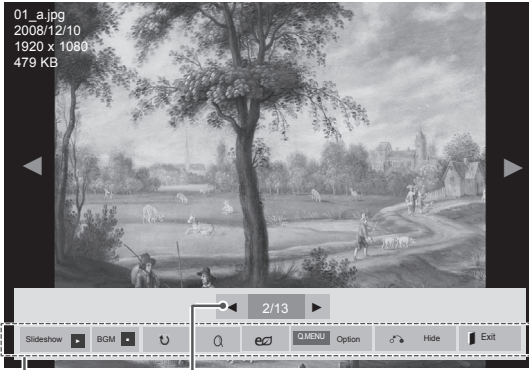 01_a.jpg
2008/12/10
1920 x 1080
479 KB
2/13
Slideshow BGM Q.MENU Option Hide Exit